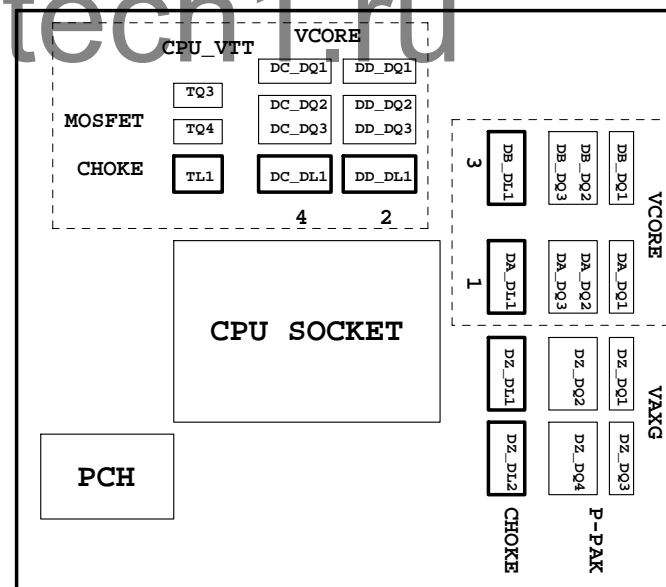 tech1.ru
VCORE
CPU_VTT
DC_DQ1
DD_DQ1
TQ3
DC_DQ2
DC_DQ3
DD_DQ2
DD_DQ3
MOSFET
TQ4
CHOKE
TL1
DC_DL1
DD_DL1
4
2
3
DB_DL1
DB_DQ2
DB_DQ3
DB_DQ1
VCORE
1
DA_DL1
DA_DQ2
DA_DQ3
DA_DQ1
CPU SOCKET
DZ_DL1
DZ_DQ2
DZ_DQ1
VAXG
DZ_DL2
DZ_DQ4
DZ_DQ3
PCH
CHOKE
P-PAK